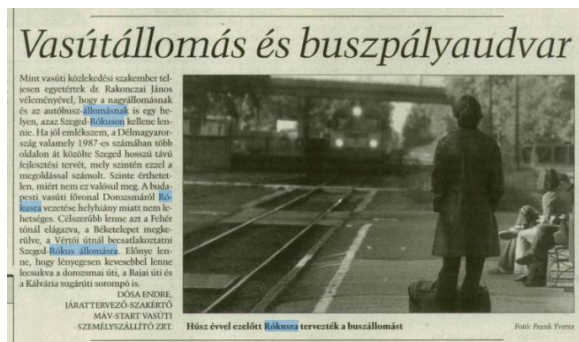 Vasútállomás és buszpályaudvar
Mint vasúti közlekedési szakember tel-
jesen egyetértek dr. Rakonczai János
véleményével, hogy a nagyállomásnak
és az autóbusz-állomásnak is egy he-
lyen, azaz Szeged-Rókuson kellene len-
nie. Ha jól emlékszem, a Délmagyaror-
szág valamely 1987-es számában több
oldalon át közölte Szeged hosszú távú
fejlesztési tervét, mely szintén ezzel a
megoldással számolt. Szinte érthetet-
len, miért nem ez valósul meg. A buda-
pesti vasúti fővonal Dorozsmáról Ró-
kusra vezetése helyhiány miatt nem le-
hetséges. Célszerűbb lenne azt a Fehér
tónál elágazva, a Béketelepet megke-
rülve, a Vértói útnál becsatlakoztatni
Szeged-Rókus állomásra. Előnye len-
ne, hogy lényegesen kevesebbel lenne
lecsukva a dorozsmai úti, a Bajai úti és
a Kálvária sugárúti sorompó is.
DÓSA ENDRE,
JÁRATTERVEZŐ-SZAKÉRTŐ
MÁV-START VASÚTI
SZEMÉLYSZÁLLÍTÓ ZRT.
Húsz évvel ezelőtt Rókusra tervezték a buszállomást
Fotó: Frank Yvette